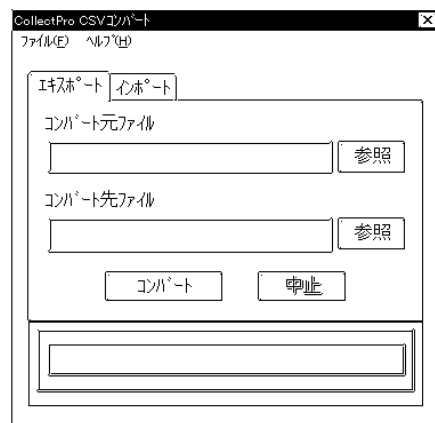 CollectPro CSVｺﾝﾊﾞｰﾄ
ﾌｧｲﾙ(F) ﾍﾙﾌﾟ(H)
ｴｷｽﾎﾟｰﾄ ｲﾝﾎﾟｰﾄ
ｺﾝﾊﾞｰﾄ元ﾌｧｲﾙ
参照
ｺﾝﾊﾞｰﾄ先ﾌｧｲﾙ
参照
ｺﾝﾊﾞｰﾄ 中止